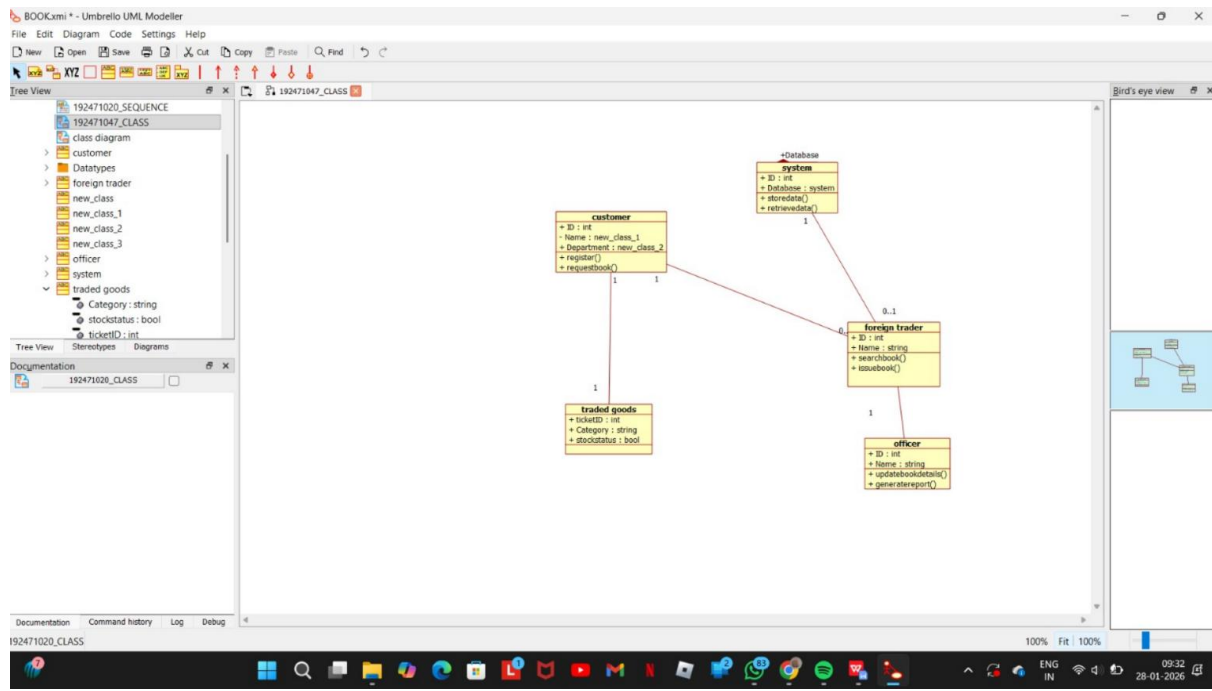 BOOK.xmi * - Umbrello UML Modeller
File Edit Diagram Code Settings Help
New Open Save Cut Copy Paste Find
XYZ
Tree View
192471047_CLASS
Bird's eye view
192471020_SEQUENCE
192471047_CLASS
class diagram
customer
Datatypes
foreign trader
new_class
new_class_1
new_class_2
new_class_3
officer
system
traded goods
Category : string
stockstatus : bool
ticketID : int
Tree View Stereotypes Diagrams
Documentation
192471020_CLASS
+Database
system
+ ID : int
+ Database : system
+ storedata()
+ retrievedata()
1
customer
+ ID : int
- Name : new_class_1
+ Department : new_class_2
+ register()
+ requestbook()
1 1
0..1
0..
foreign trader
+ ID : int
+ Name : string
+ searchbook()
+ issuebook()
1
traded goods
+ ticketID : int
+ Category : string
+ stockstatus : bool
1
officer
+ ID : int
+ Name : string
+ updatebookdetails()
+ generatereport()
Documentation Command history Log Debug
192471020_CLASS
100% Fit 100%
7
2
83
ENG
IN
09:32
28-01-2026